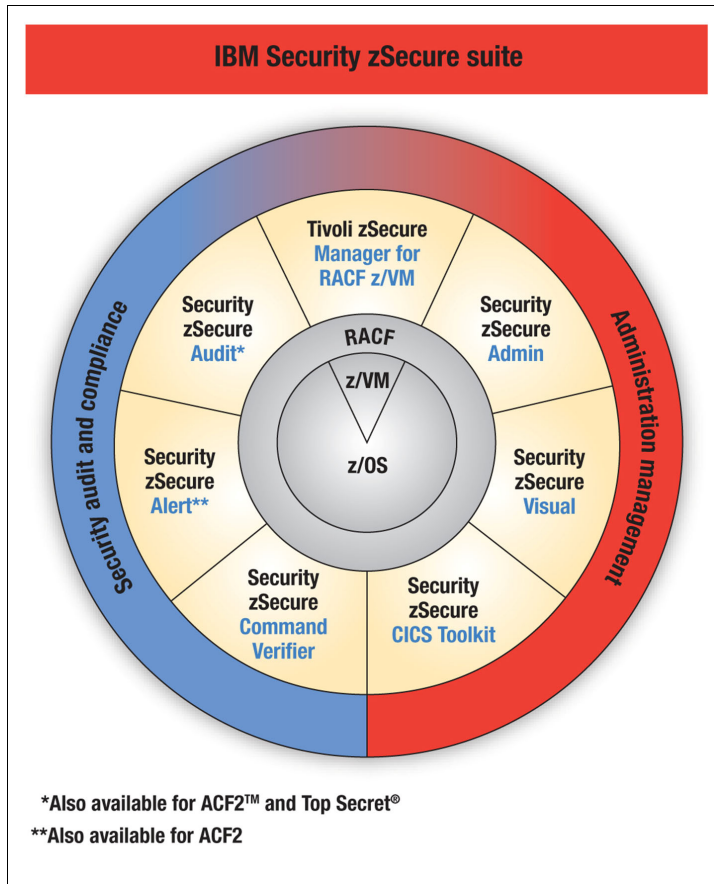 IBM Security zSecure suite
Tivoli zSecure
Manager for
RACF z/VM
Security
zSecure
Audit*
Security
zSecure
Admin
Security audit and compliance
Administration management
RACF
z/VM
z/OS
Security
zSecure
Alert**
Security
zSecure
Visual
Security
zSecure
Command
Verifier
Security
zSecure
CICS Toolkit
*Also available for ACF2™ and Top Secret®
**Also available for ACF2